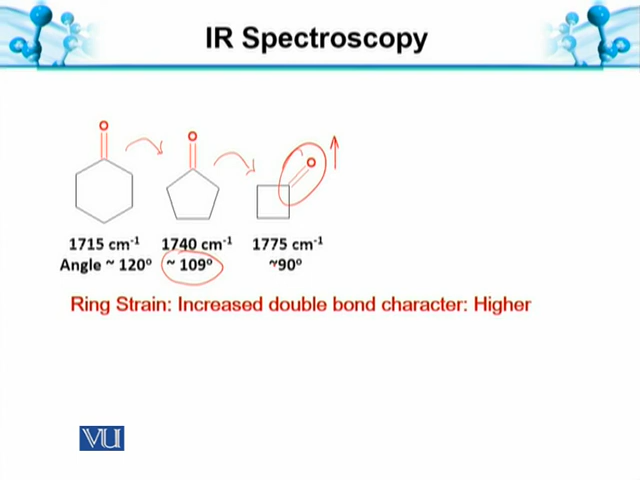 IR Spectroscopy
O
O
O
1715 cm⁻¹ 1740 cm⁻¹ 1775 cm⁻¹
Angle ~ 120° ~ 109° ~90°
Ring Strain: Increased double bond character: Higher
VU